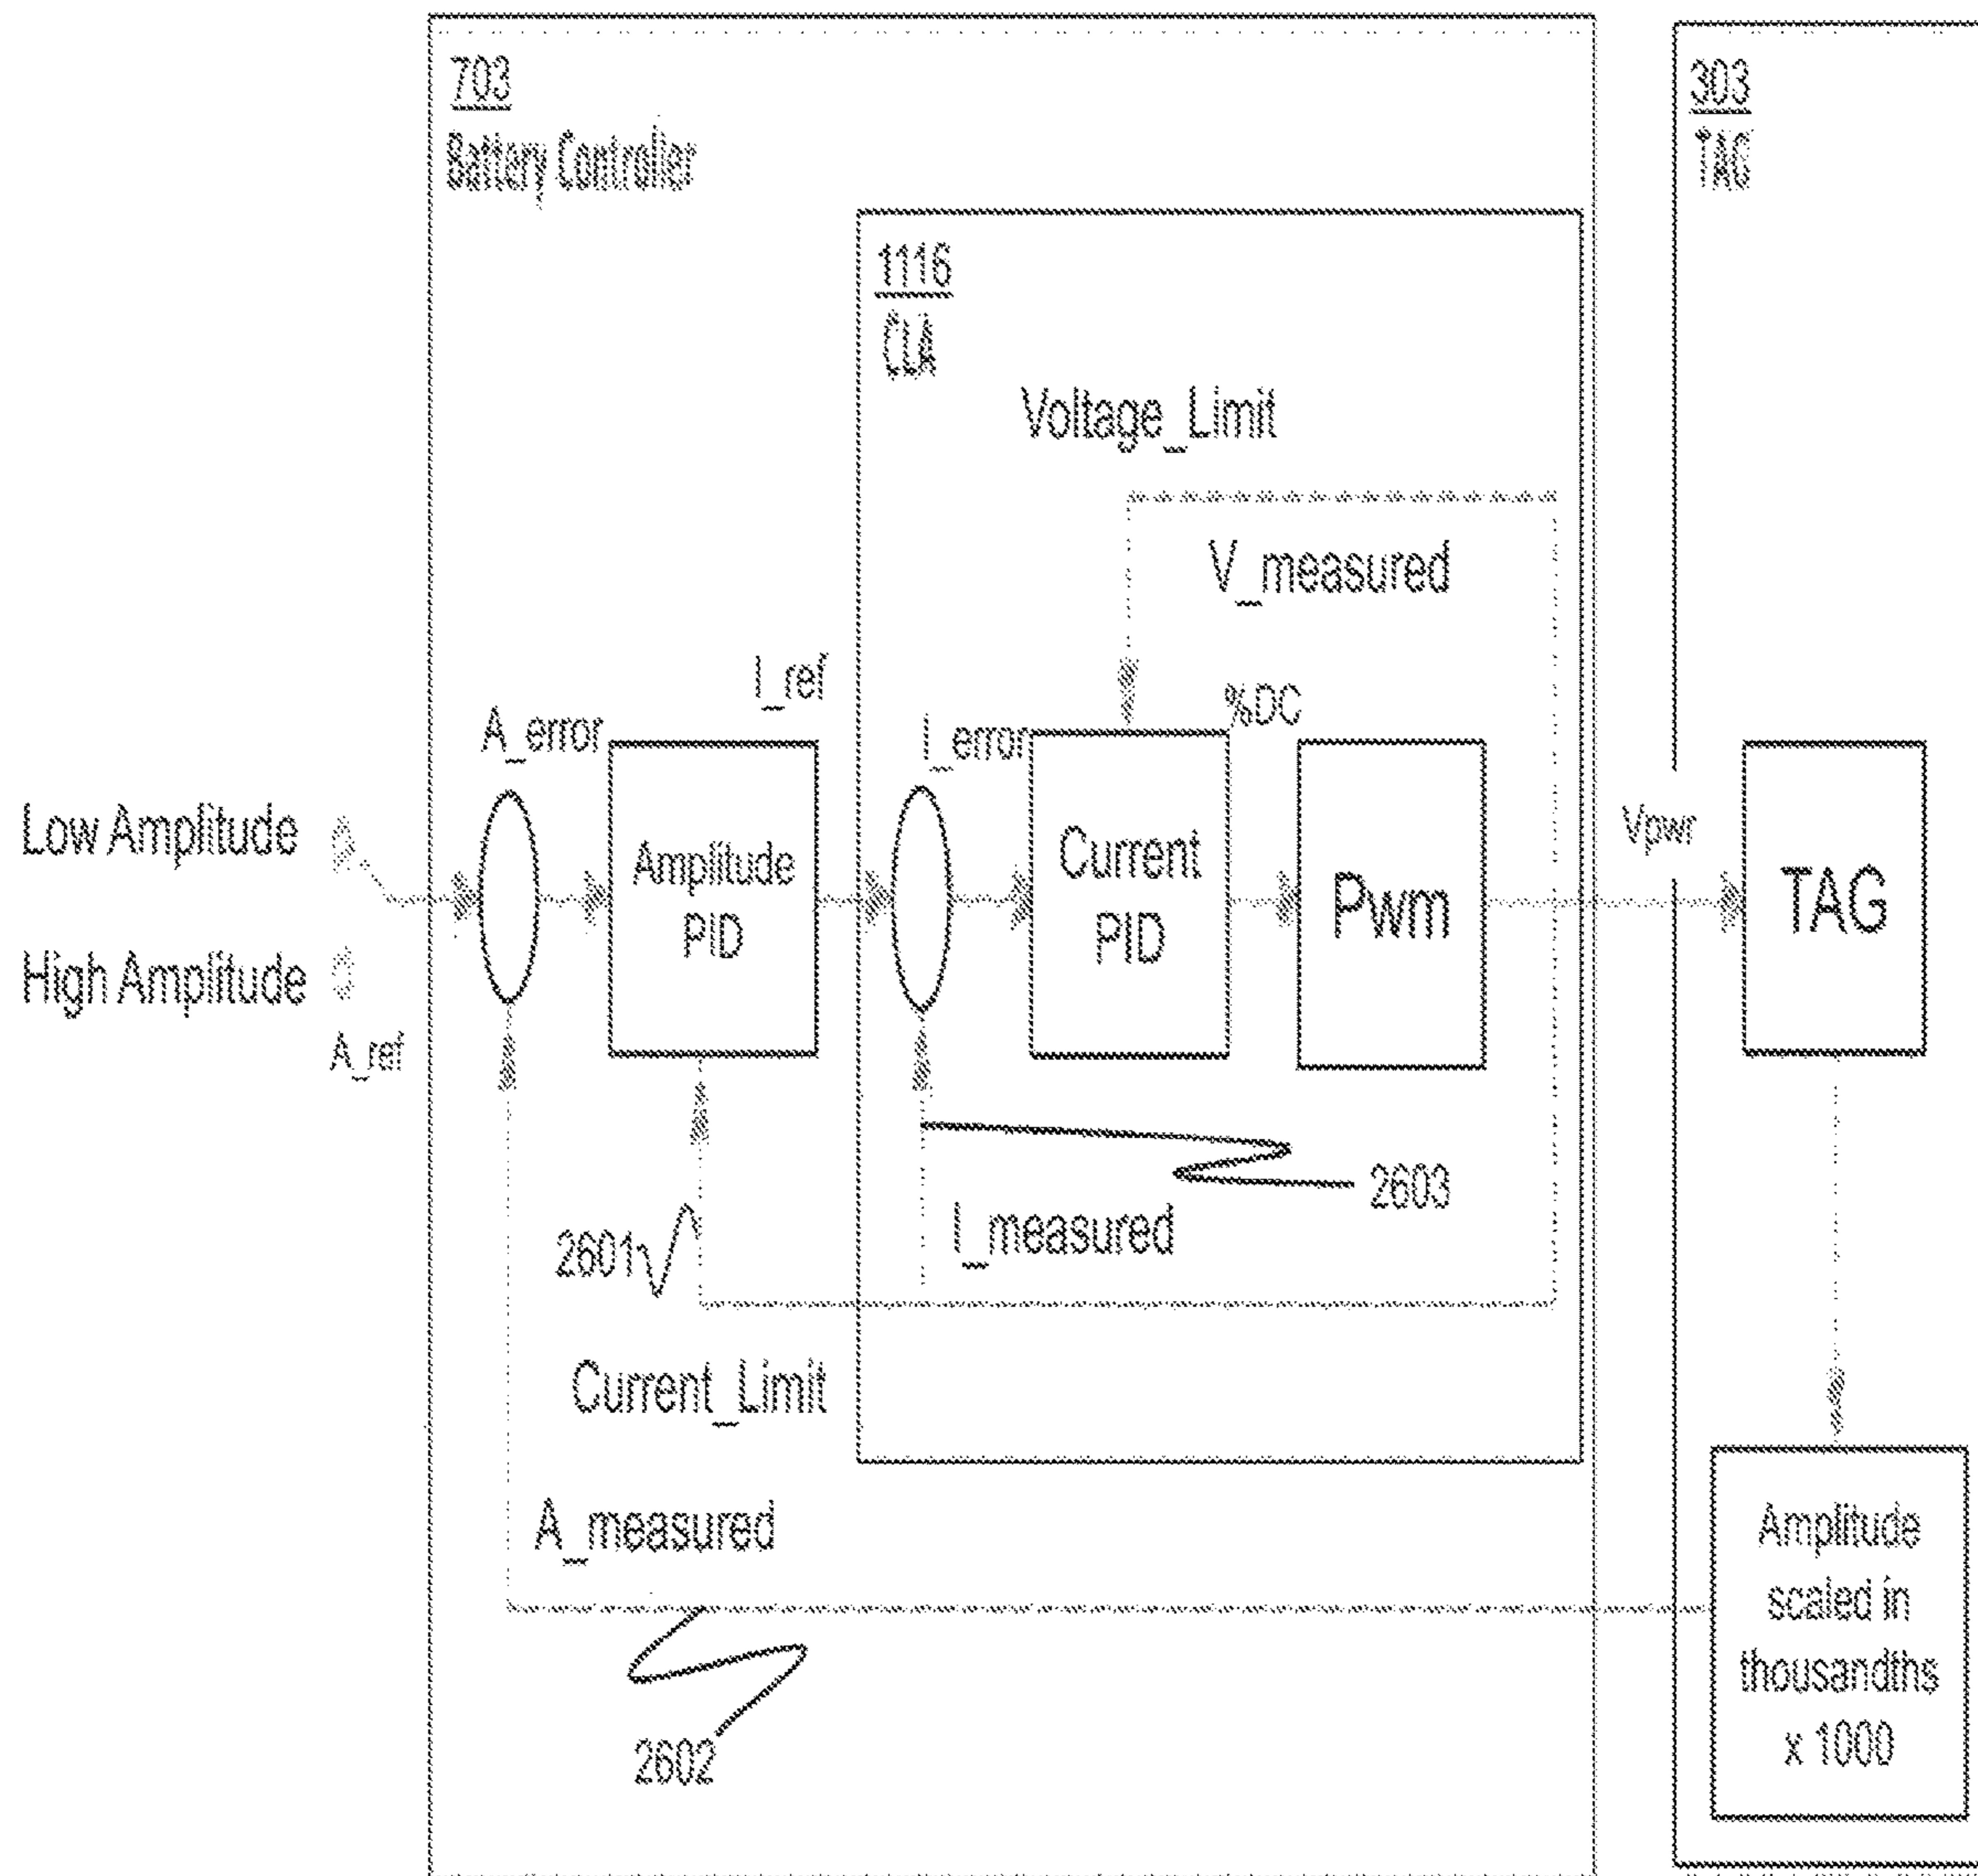 703
Battery Controller
303
TAG
1116
CLA
Voltage_Limit
V_measured
I_ref
A_error
I_error
%DC
Low Amplitude
High Amplitude
A_ref
Amplitude
PID
Current
PID
Pwm
Vpwr
TAG
2603
2601
I_measured
Current_Limit
A_measured
2602
Amplitude
scaled in
thousandths
x 1000